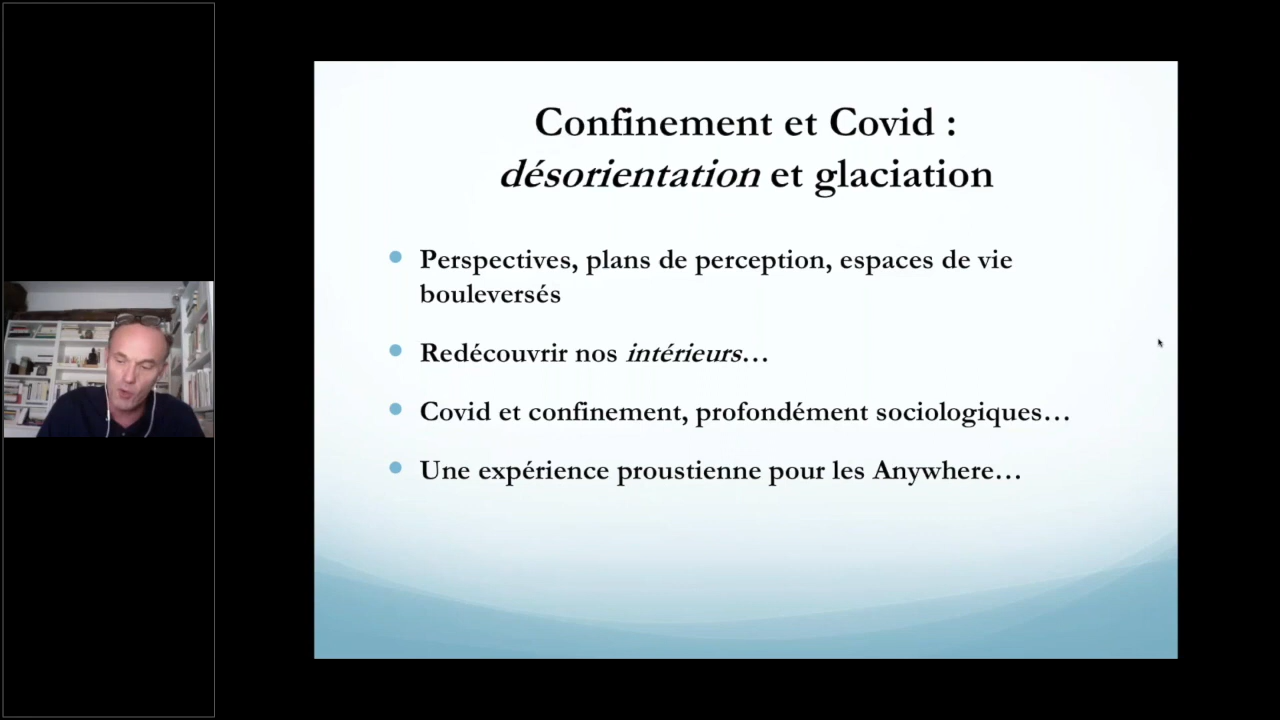 Confinement et Covid :
désorientation et glaciation
Perspectives, plans de perception, espaces de vie
bouleversés
Redécouvrir nos intérieurs…
Covid et confinement, profondément sociologiques…
Une expérience proustienne pour les Anywhere…